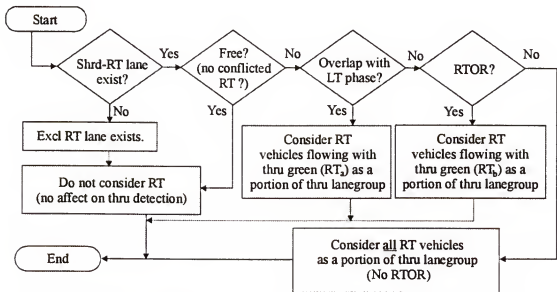 Start
Shrd-RT lane
exist?
Yes
Free?
(no conflicted
RT ?)
No
Overlap with
LT phase?
No
RTOR?
No
No
Yes
Yes
Yes
Excl RT lane exists.
Consider RT
vehicles flowing with
thru green (RTa) as a
portion of thru lanegroup
Consider RT
vehicles flowing with
thru green (RTb) as a
portion of thru lanegroup
Do not consider RT
(no affect on thru detection)
End
Consider all RT vehicles
as a portion of thru lanegroup
(No RTOR)